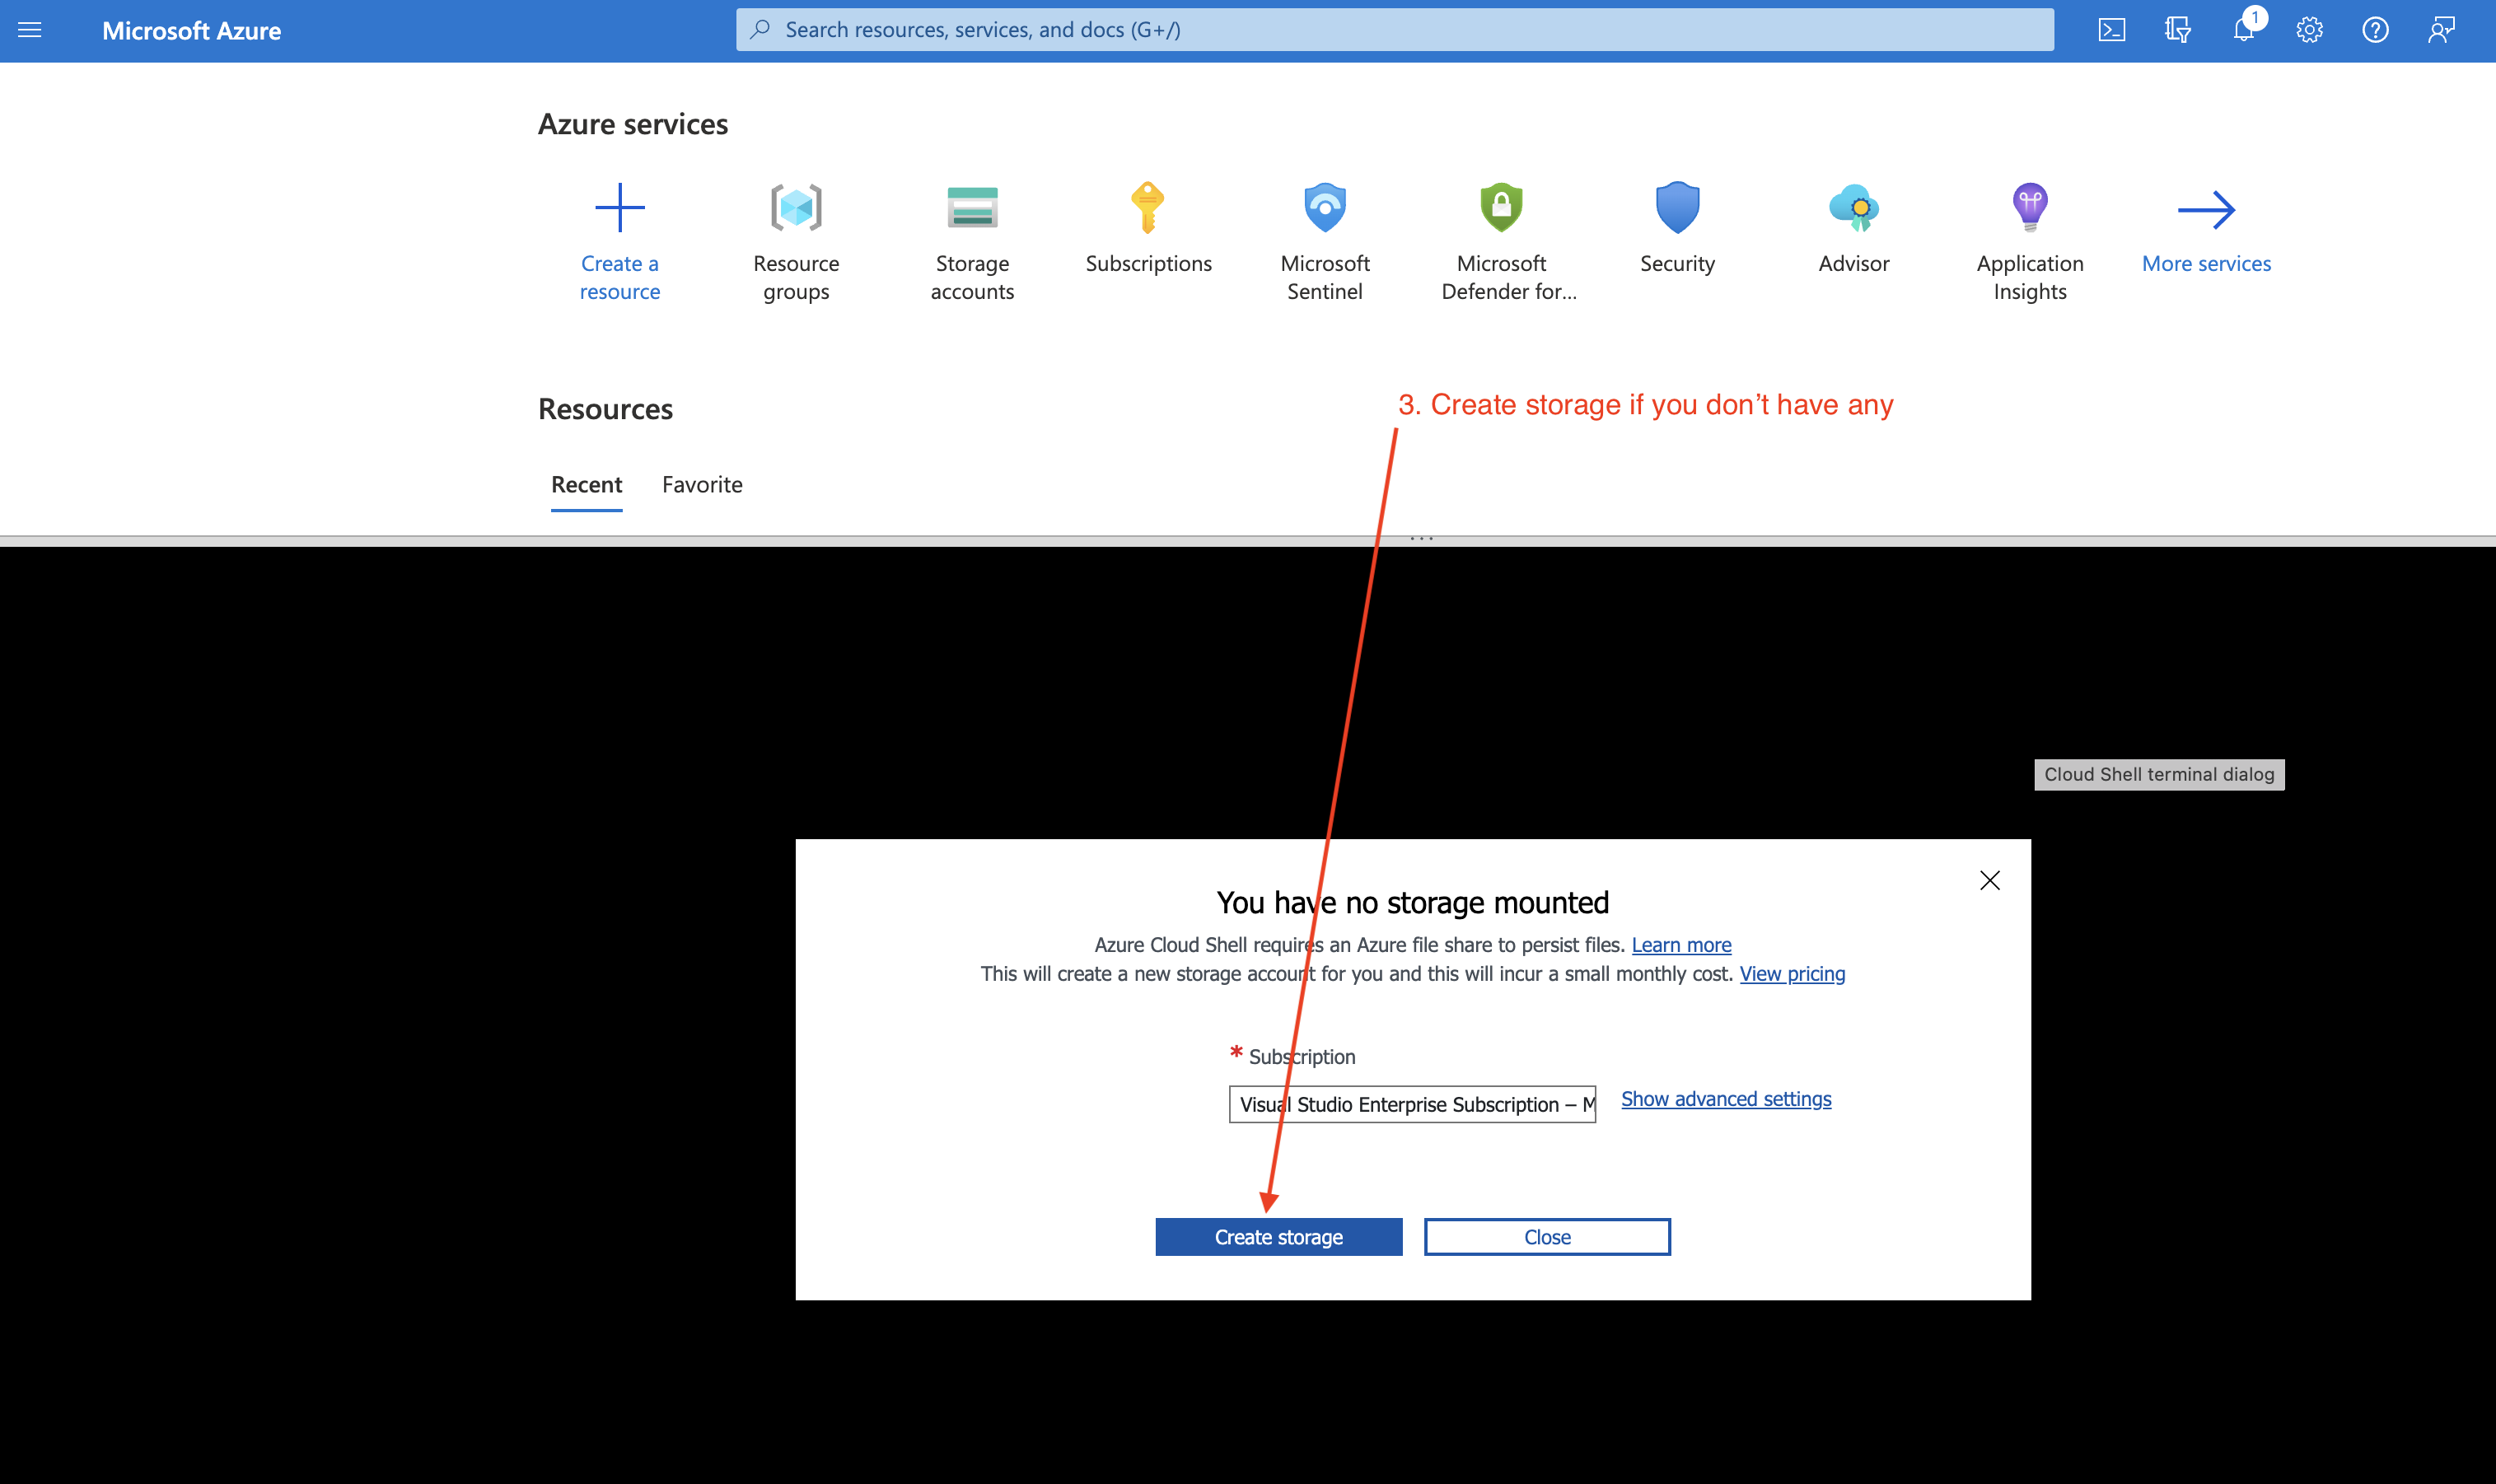 Microsoft Azure
Search resources, services, and docs (G+/)
1
Azure services
Create a
resource
Resource
groups
Storage
accounts
Subscriptions
Microsoft
Sentinel
Microsoft
Defender for...
Security
Advisor
Application
Insights
More services
Resources
3. Create storage if you don't have any
Recent
Favorite
Cloud Shell terminal dialog
You have no storage mounted
Azure Cloud Shell requires an Azure file share to persist files. Learn more
This will create a new storage account for you and this will incur a small monthly cost. View pricing
* Subscription
Visual Studio Enterprise Subscription – M
Show advanced settings
Create storage
Close